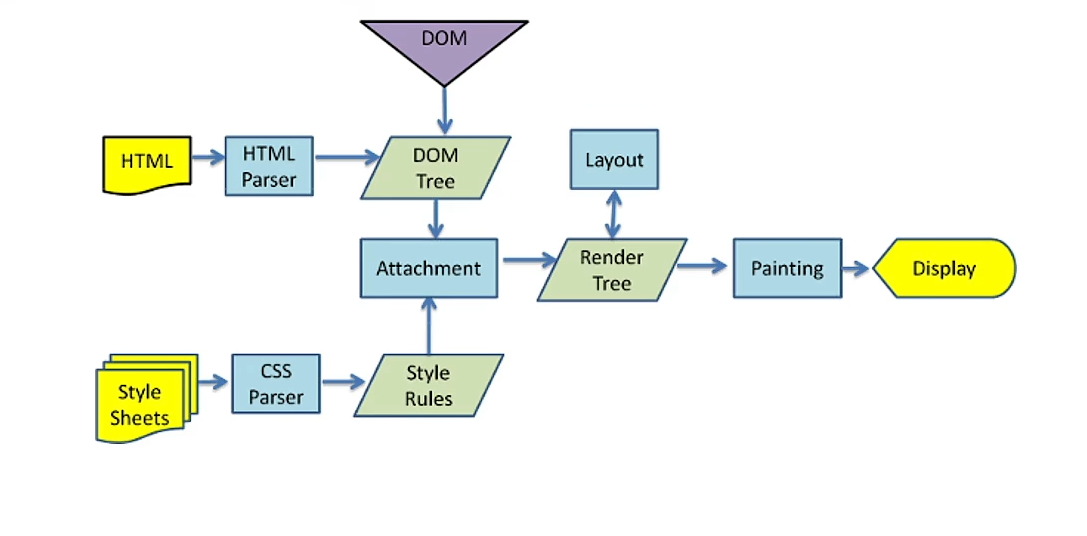 DOM
HTML
HTML
Parser
DOM
Tree
Layout
Attachment
Render
Tree
Painting
Display
Style
Sheets
CSS
Parser
Style
Rules